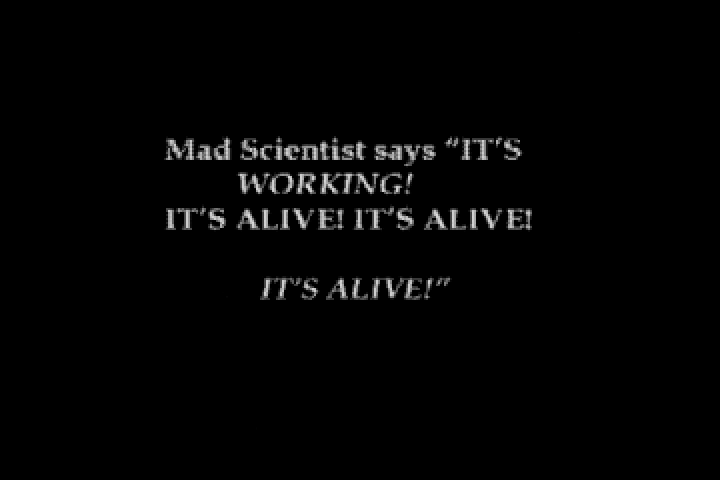 Mad Scientist says "IT'S
WORKING!
IT'S ALIVE! IT'S ALIVE!
IT'S ALIVE!"